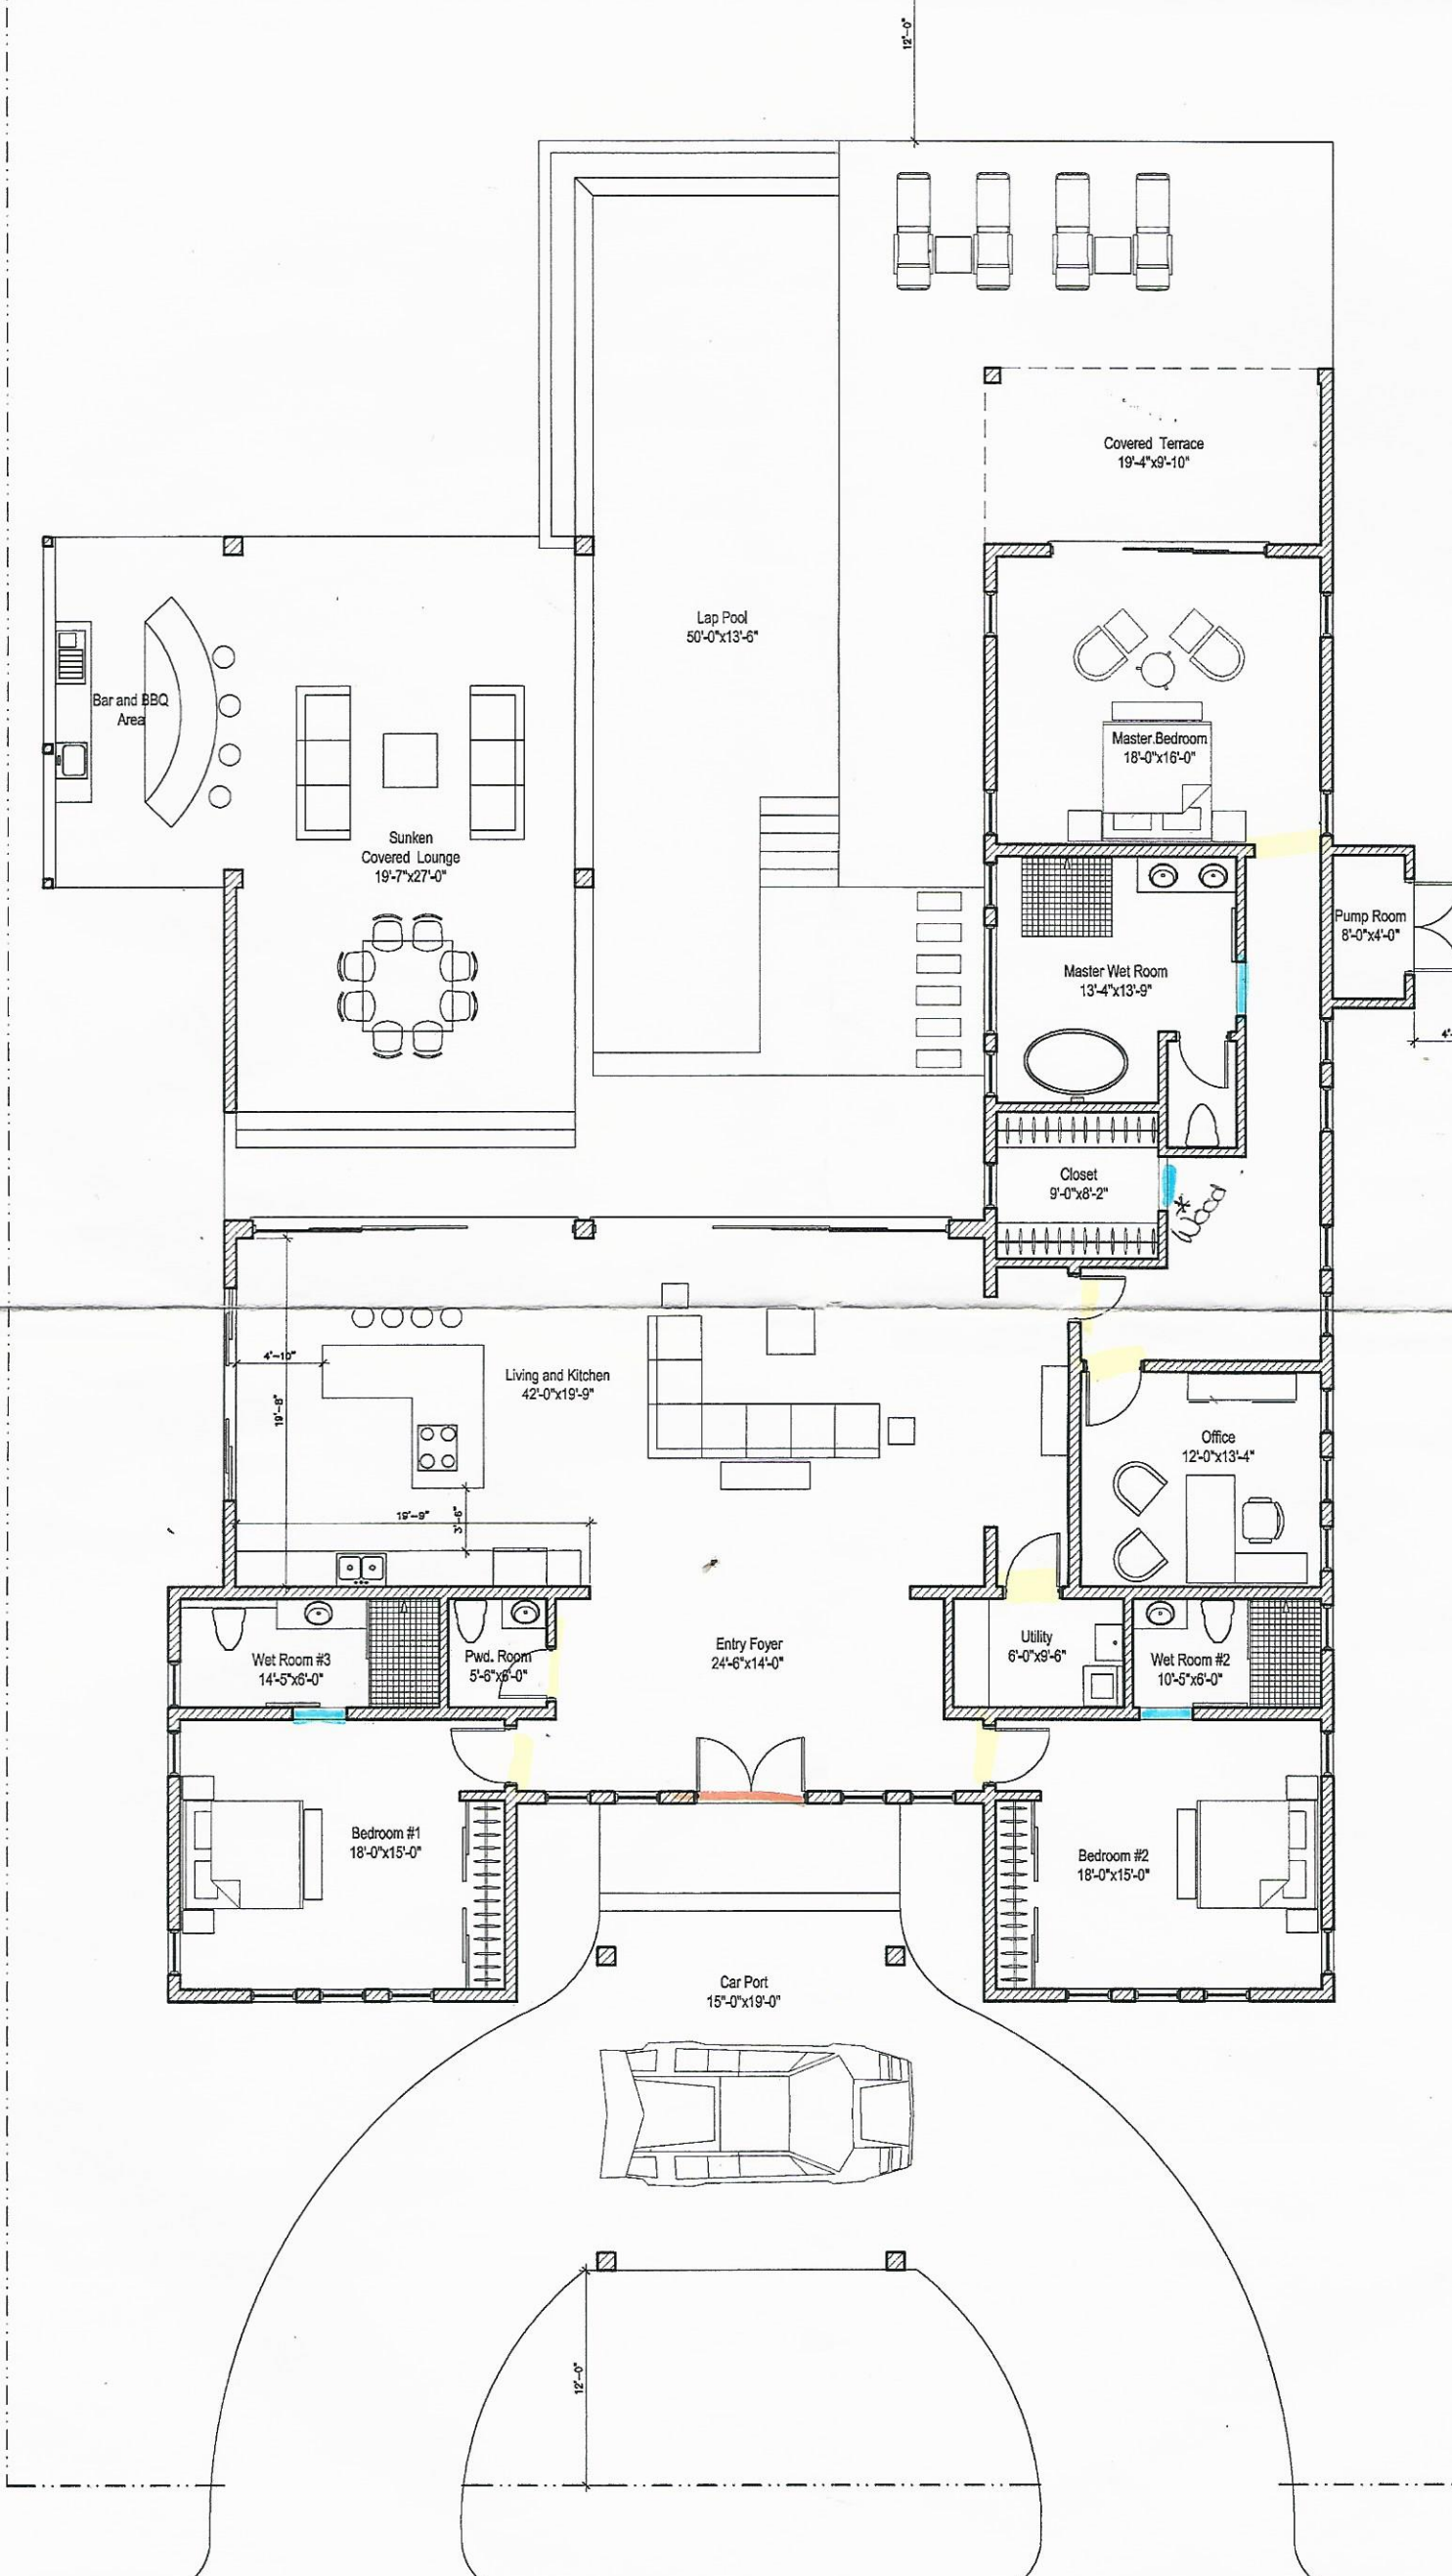 12'-0"
Covered Terrace
19'-4"x9'-10"
Lap Pool
50'-0"x13'-6"
Bar and BBQ
Area
Master Bedroom
18'-0"x16'-0"
Sunken
Covered Lounge
19'-7"x27'-0"
Pump Room
8'-0"x4'-0"
Master Wet Room
13'-4"x13'-9"
4'-
Closet
9'-0"x8'-2"
* Wood
4'-10"
19'-8"
Living and Kitchen
42'-0"x19'-9"
Office
12'-0"x13'-4"
19'-9"
3'-6"
Wet Room #3
14'-5"x6'-0"
Pwd. Room
5'-6"x6'-0"
Entry Foyer
24'-6"x14'-0"
Utility
6'-0"x9'-6"
Wet Room #2
10'-5"x6'-0"
Bedroom #1
18'-0"x15'-0"
Bedroom #2
18'-0"x15'-0"
Car Port
15"-0"x19'-0"
12'-0"